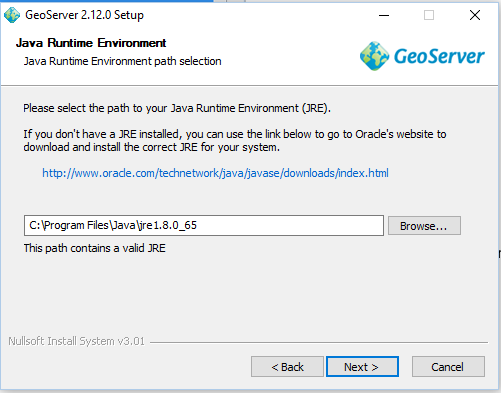 GeoServer 2.12.0 Setup
Java Runtime Environment
Java Runtime Environment path selection
GeoServer
Please select the path to your Java Runtime Environment (JRE).
If you don't have a JRE installed, you can use the link below to go to Oracle's website to
download and install the correct JRE for your system.
http://www.oracle.com/technetwork/java/javase/downloads/index.html
C:\Program Files\Java\jre1.8.0_65
Browse...
This path contains a valid JRE
Nullsoft Install System v3.01
< Back
Next >
Cancel